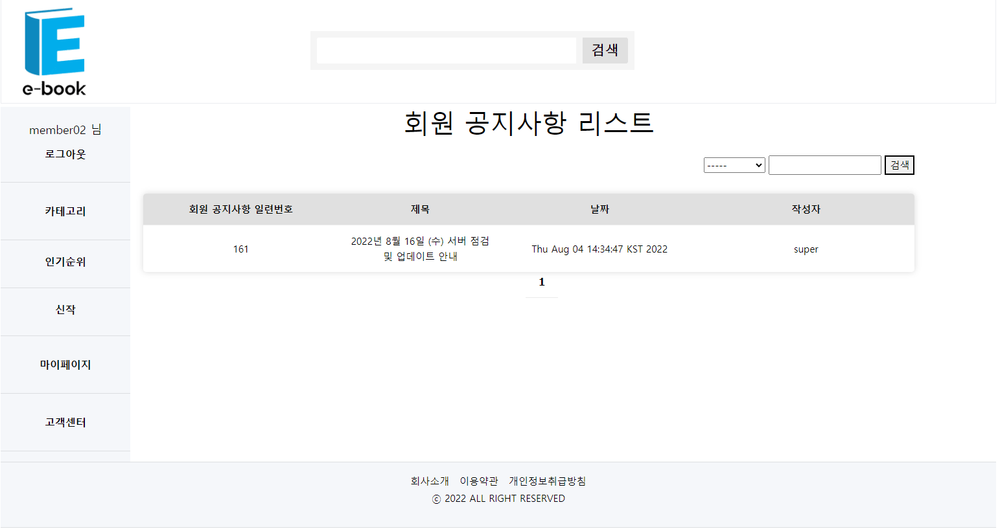 E
e-book
검색
member02 님
로그아웃
카테고리
인기순위
신작
마이페이지
고객센터
회원 공지사항 리스트
-----
검색
회원 공지사항 일련번호 제목 날짜 작성자
161 2022년 8월 16일 (수) 서버 점검 Thu Aug 04 14:34:47 KST 2022 super
및 업데이트 안내
1
회사소개 이용약관 개인정보취급방침
ⓒ 2022 ALL RIGHT RESERVED